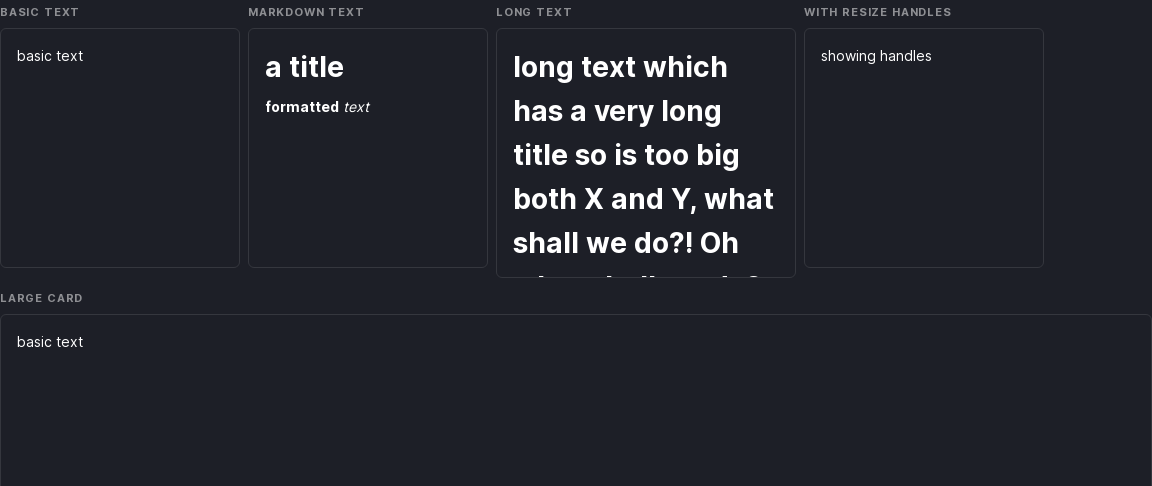 BASIC TEXT
basic text
MARKDOWN TEXT
a title
formatted text
LONG TEXT
long text which
has a very long
title so is too big
both X and Y, what
shall we do?! Oh
WITH RESIZE HANDLES
showing handles
LARGE CARD
basic text